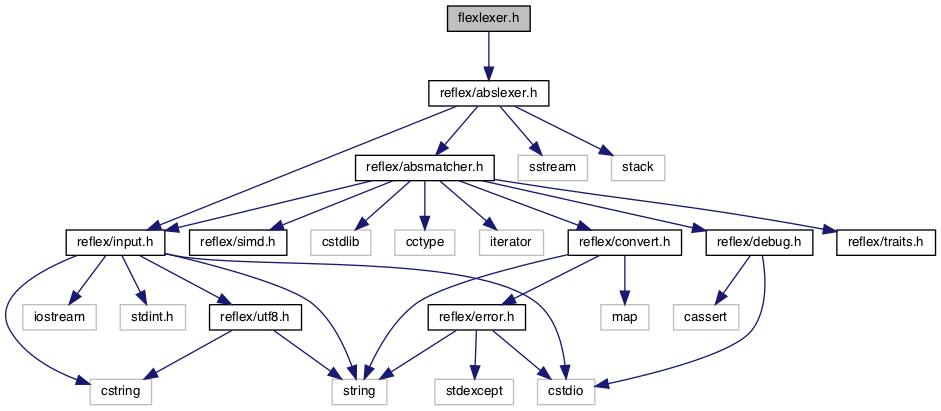 flexlexer.h
reflex/abslexer.h
reflex/absmatcher.h
sstream
stack
reflex/input.h
reflex/simd.h
cstdlib
cctype
iterator
reflex/convert.h
reflex/debug.h
reflex/traits.h
iostream
stdint.h
reflex/utf8.h
reflex/error.h
map
cassert
cstring
string
stdexcept
cstdio